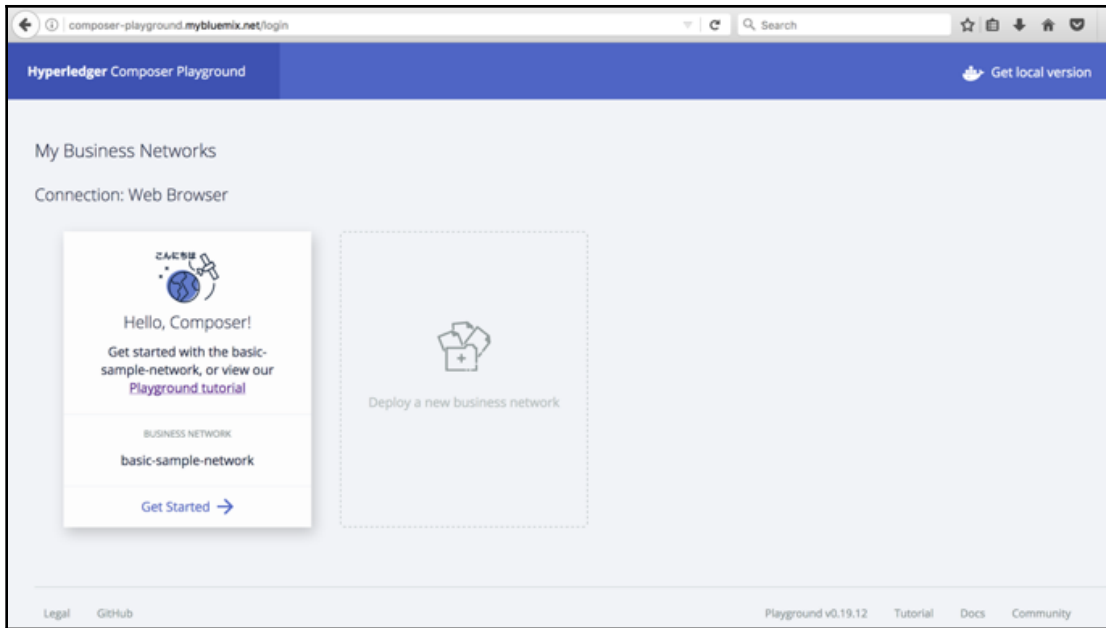 composer-playground.mybluemix.net/login
Search
Hyperledger Composer Playground
Get local version
My Business Networks
Connection: Web Browser
こんにちは
Hello, Composer!
Get started with the basic-
sample-network, or view our
Playground tutorial
BUSINESS NETWORK
basic-sample-network
Get Started
Deploy a new business network
Legal
GitHub
Playground v0.19.12
Tutorial
Docs
Community